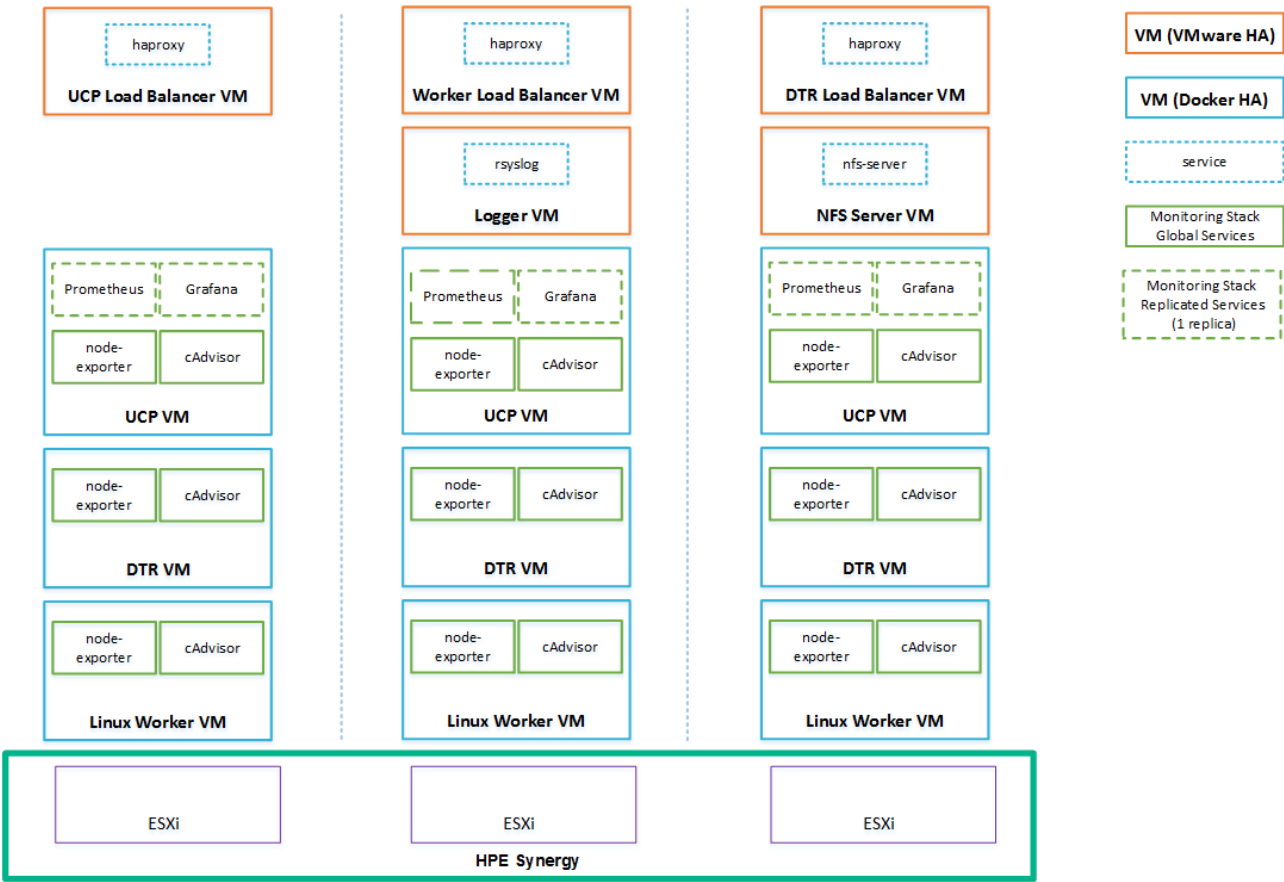 haproxy
UCP Load Balancer VM
haproxy
Worker Load Balancer VM
haproxy
DTR Load Balancer VM
rsyslog
Logger VM
nfs-server
NFS Server VM
Prometheus
Grafana
node-
exporter
cAdvisor
UCP VM
Prometheus
Grafana
node-
exporter
cAdvisor
UCP VM
Prometheus
Grafana
node-
exporter
cAdvisor
UCP VM
node-
exporter
cAdvisor
DTR VM
node-
exporter
cAdvisor
DTR VM
node-
exporter
cAdvisor
DTR VM
node-
exporter
cAdvisor
Linux Worker VM
node-
exporter
cAdvisor
Linux Worker VM
node-
exporter
cAdvisor
Linux Worker VM
ESXi
ESXi
ESXi
HPE Synergy
VM (VMware HA)
VM (Docker HA)
service
Monitoring Stack
Global Services
Monitoring Stack
Replicated Services
(1 replica)